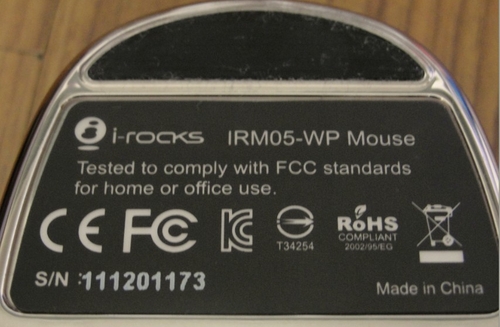 i-rocks IRM05-WP Mouse
Tested to comply with FCC standards
for home or office use.
CE FC KC T34254 RoHS
COMPLIANT
2002/95/EG
S/N :111201173
Made in China